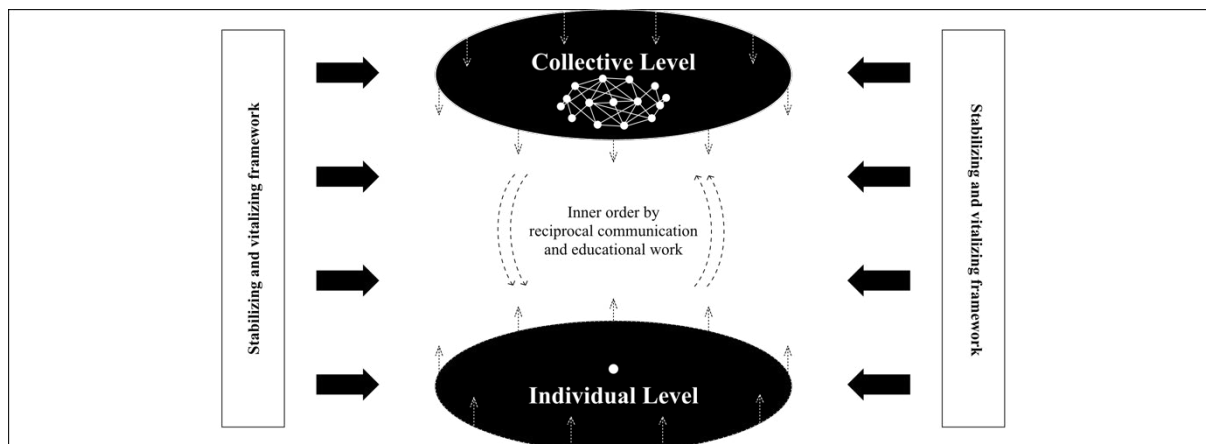 Stabilizing and vitalizing framework
Collective Level
Inner order by
reciprocal communication
and educational work
Individual Level
Stabilizing and vitalizing framework